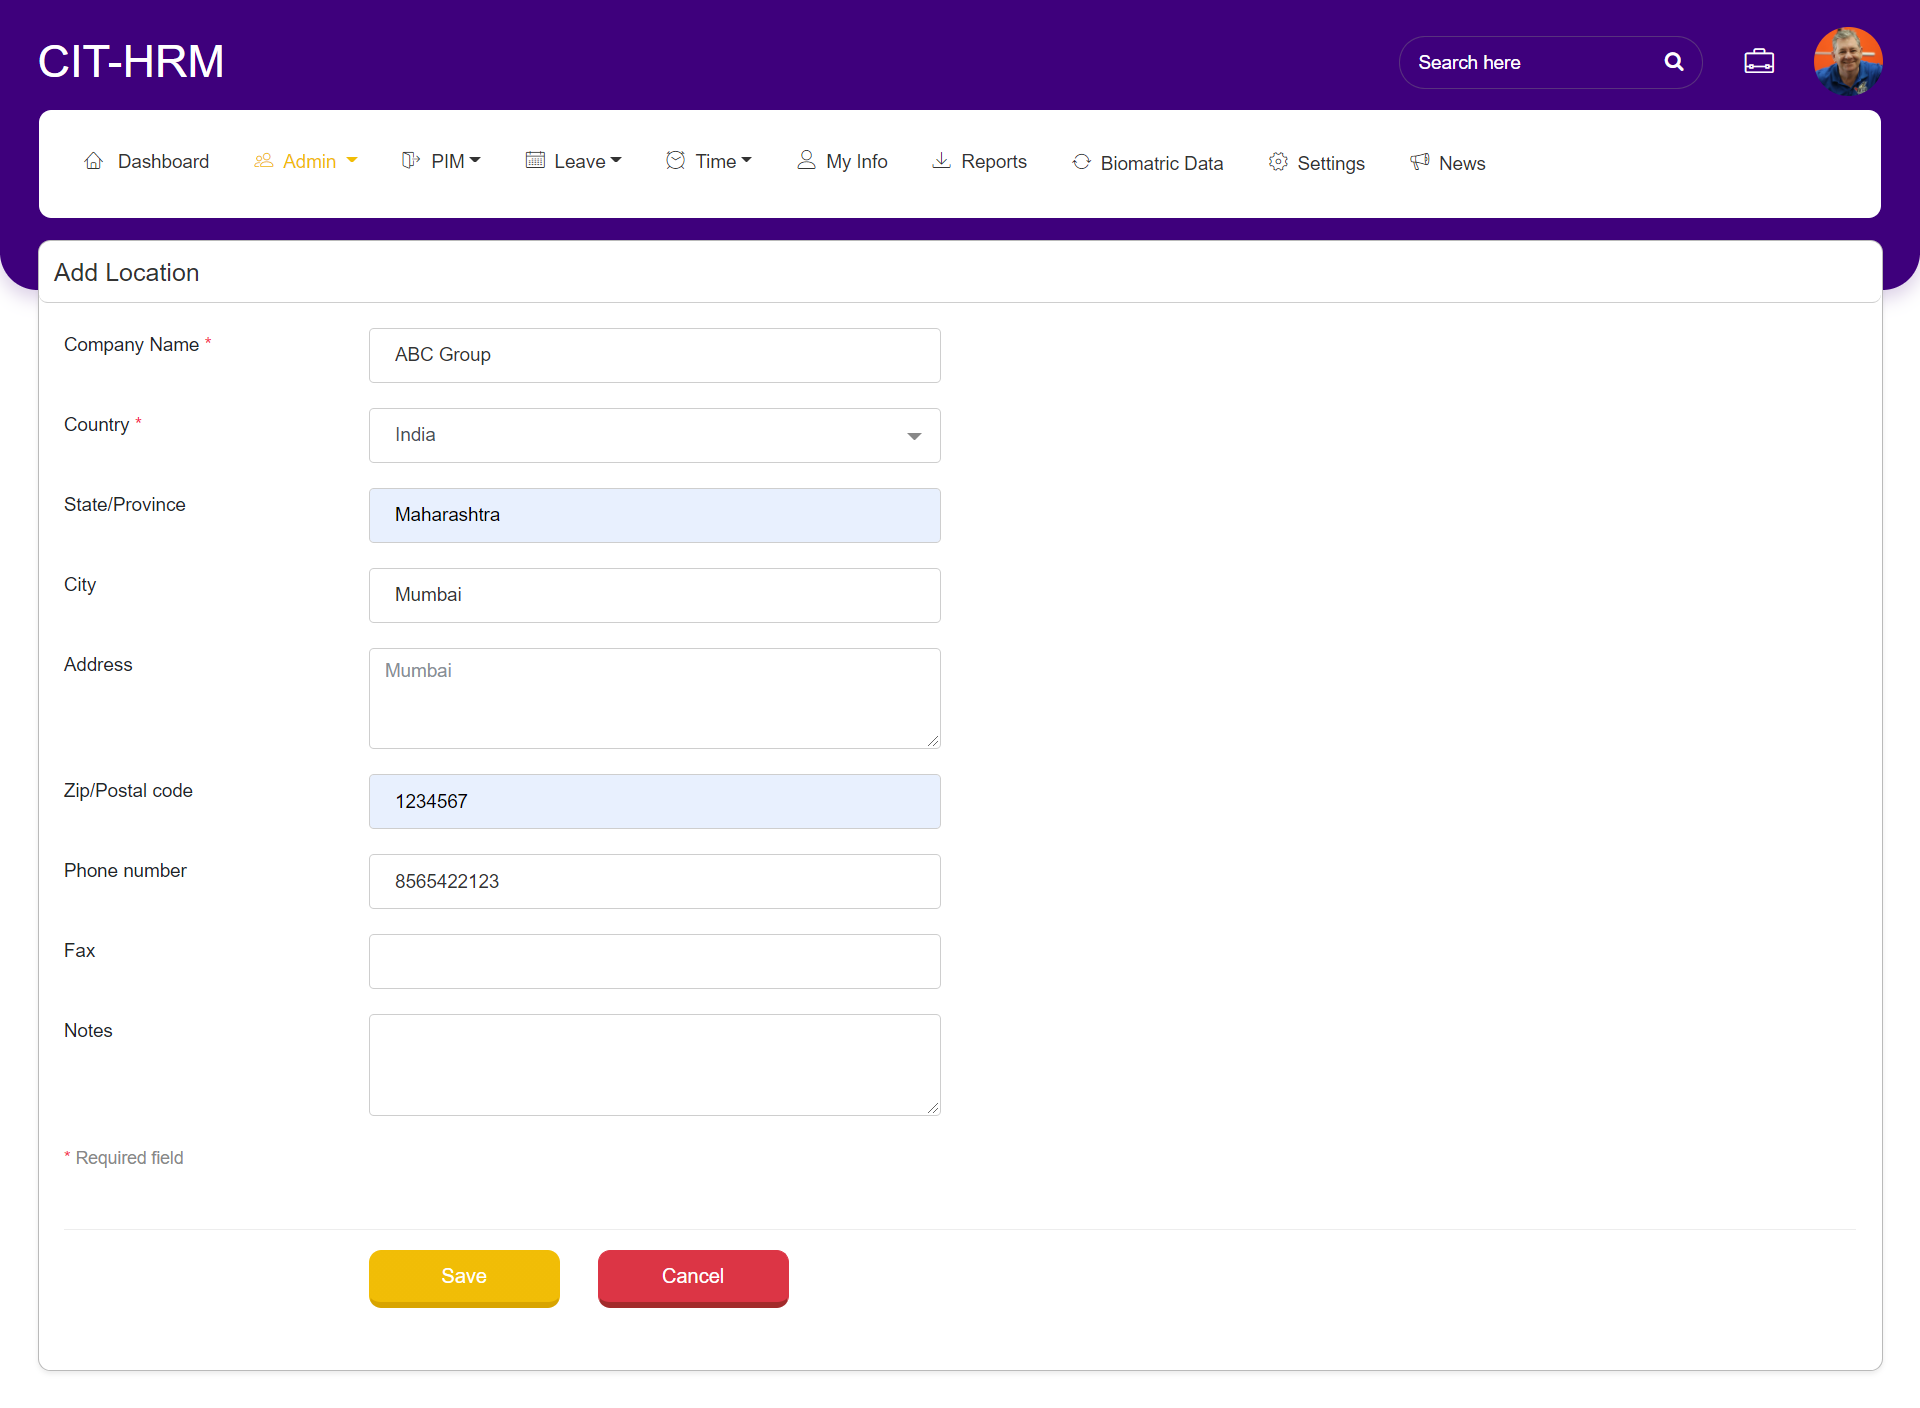 CIT-HRM
Search here
Dashboard Admin PIM Leave Time My Info Reports Biomatric Data Settings News
Add Location
Company Name * ABC Group
Country * India
State/Province Maharashtra
City Mumbai
Address Mumbai
Zip/Postal code 1234567
Phone number 8565422123
Fax
Notes
* Required field
Save Cancel